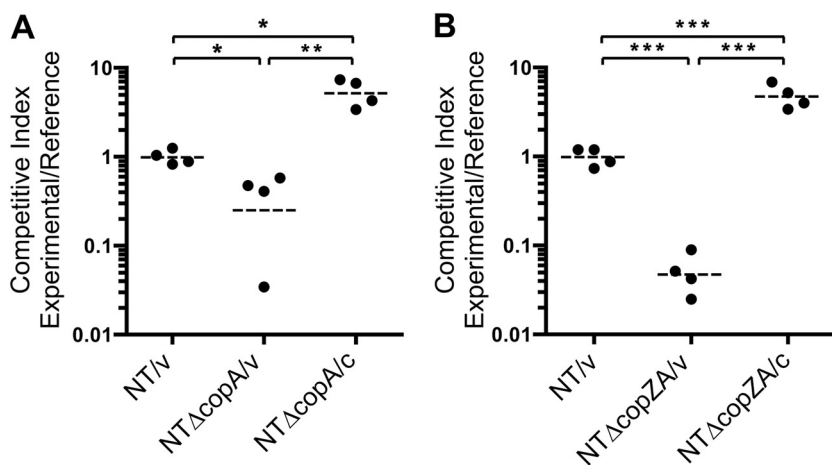 A
*
*
**
Competitive Index
Experimental/Reference
10
1
0.1
0.01
NT/v
NTΔcopA/v
NTΔcopA/c
B
***
***
***
Competitive Index
Experimental/Reference
10
1
0.1
0.01
NT/v
NTΔcopZA/v
NTΔcopZA/c